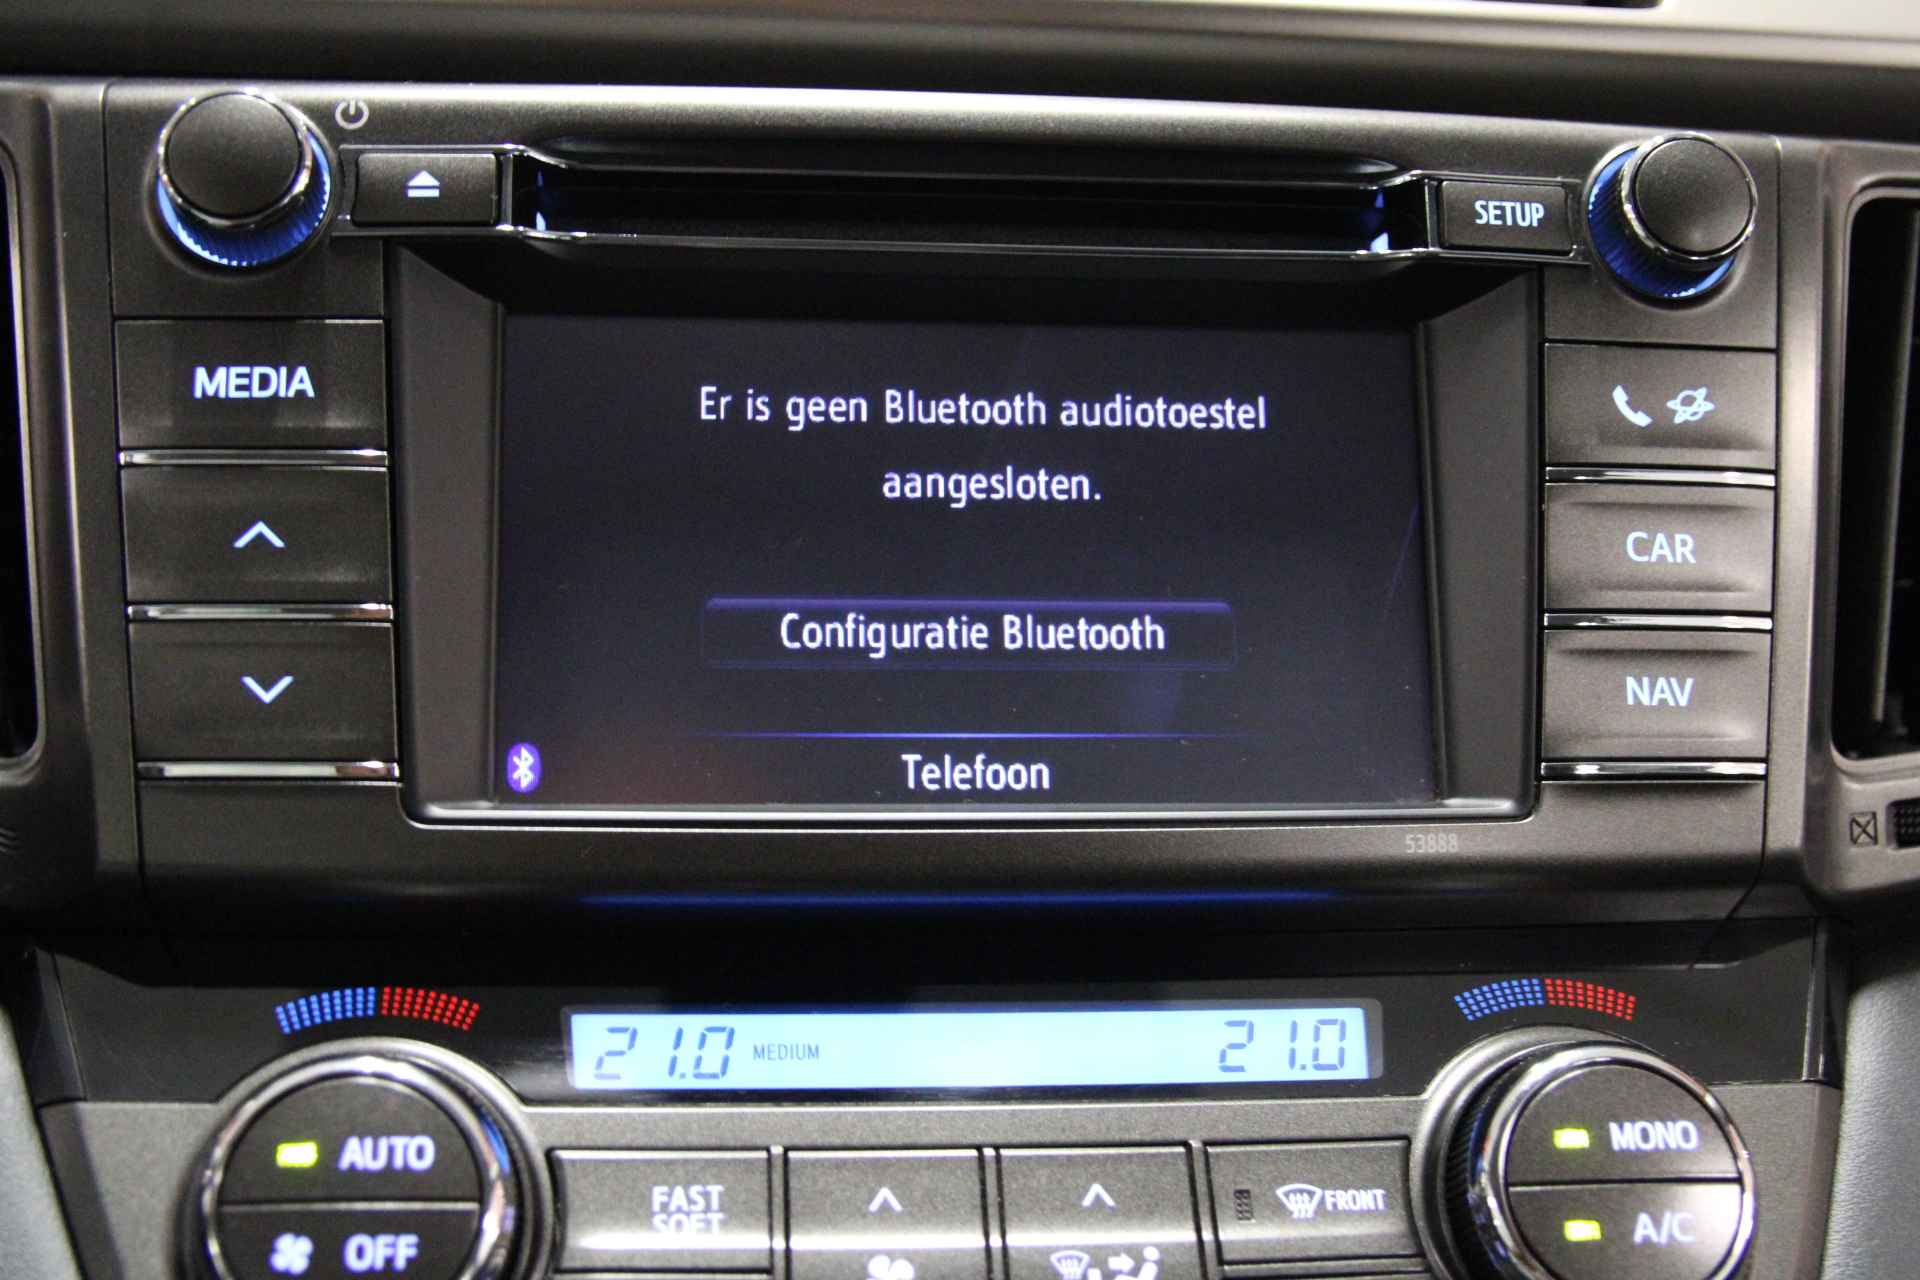 SETUP
MEDIA
Er is geen Bluetooth audiotoestel
aangesloten.
CAR
Configuratie Bluetooth
NAV
Telefoon
53888
21.0 MEDIUM 21.0
AUTO
MONO
FAST
SOFT
FRONT
OFF
A/C